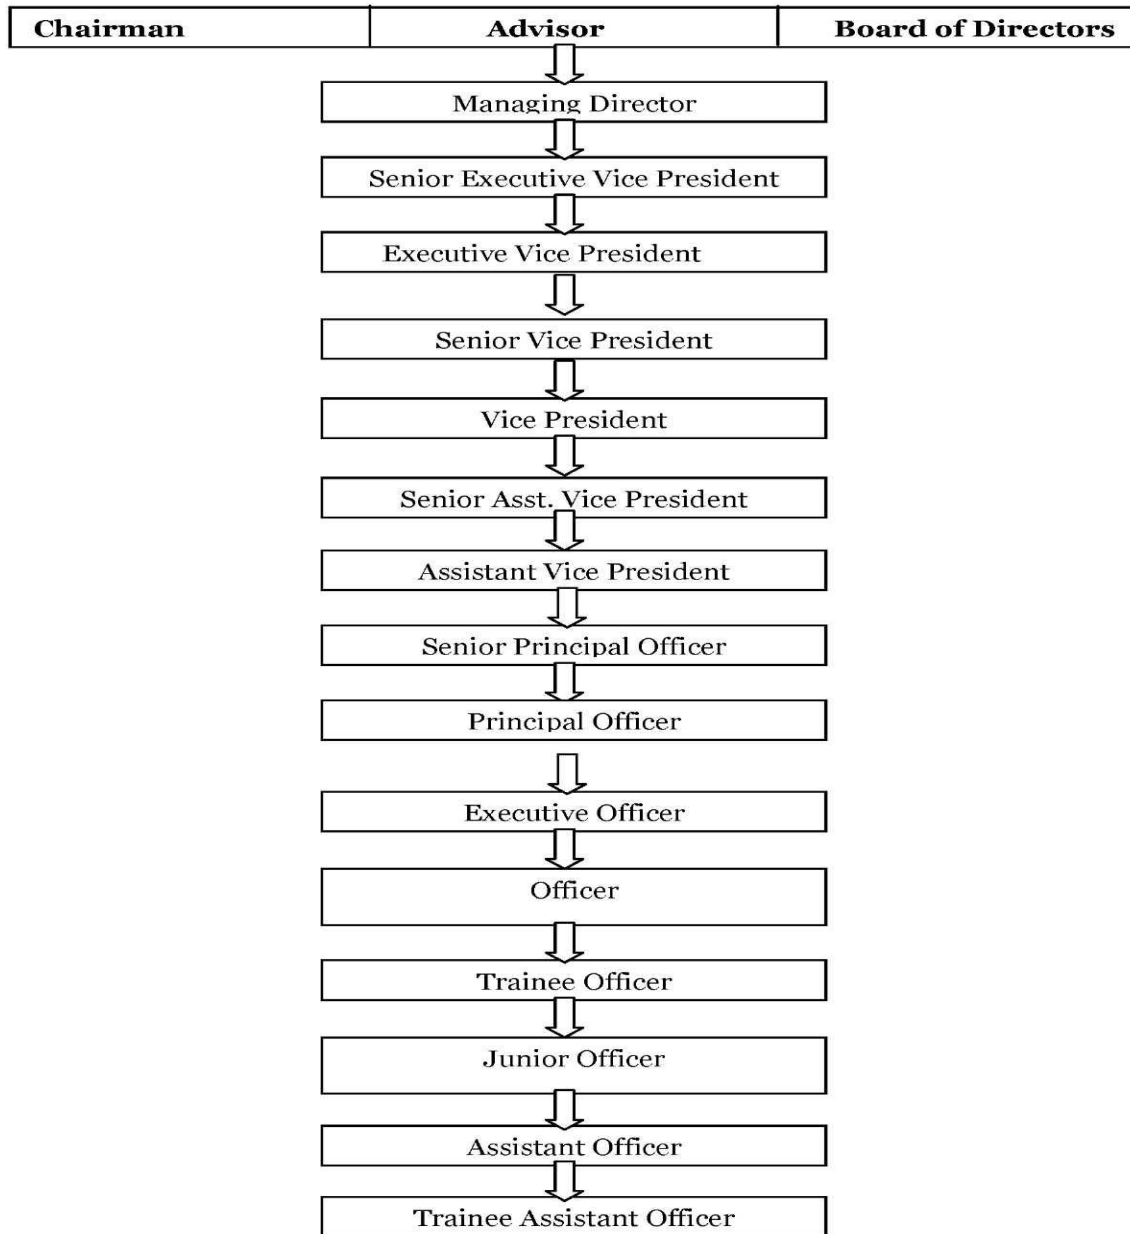 Chairman Advisor Board of Directors
Managing Director
Senior Executive Vice President
Executive Vice President
Senior Vice President
Vice President
Senior Asst. Vice President
Assistant Vice President
Senior Principal Officer
Principal Officer
Executive Officer
Officer
Trainee Officer
Junior Officer
Assistant Officer
Trainee Assistant Officer